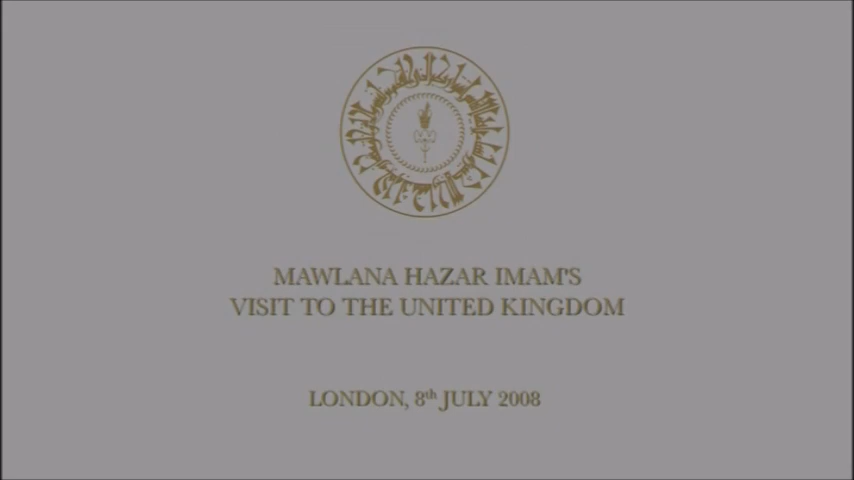 MAWLANA HAZAR IMAM'S
VISIT TO THE UNITED KINGDOM
LONDON, 8th JULY 2008